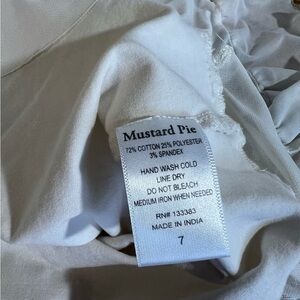 Mustard Pie
72% COTTON 25% POLYESTER
3% SPANDEX
HAND WASH COLD
LINE DRY
DO NOT BLEACH
MEDIUM IRON WHEN NEEDED
RN# 133383
MADE IN INDIA
7